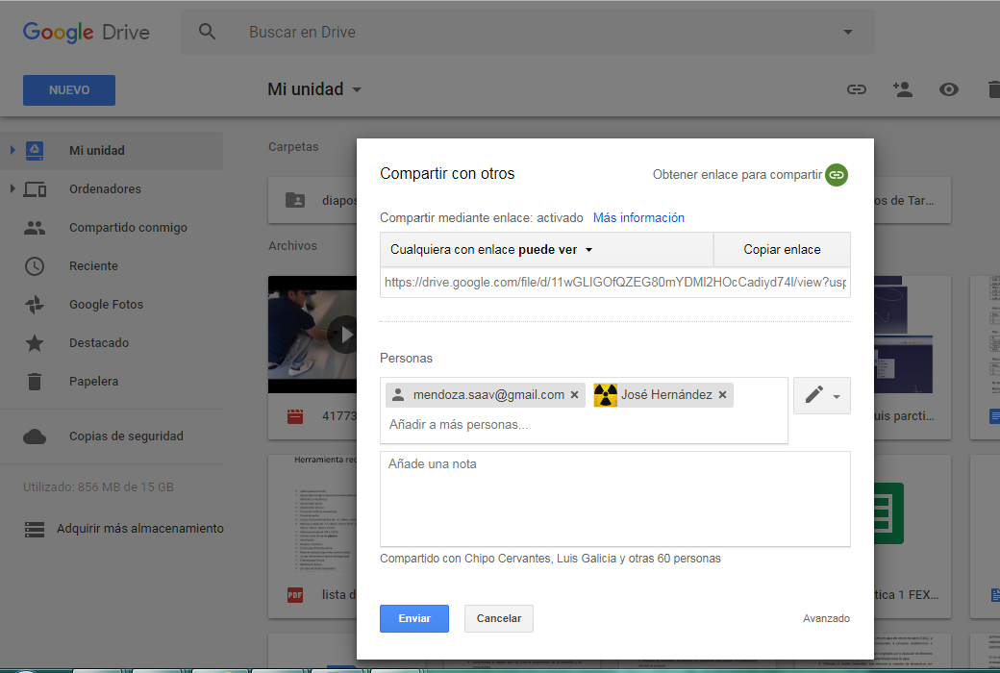 Google Drive
Buscar en Drive
NUEVO
Mi unidad
Mi unidad
Ordenadores
Compartido conmigo
Reciente
Google Fotos
Destacado
Papelera
Copias de seguridad
Utilizado: 856 MB de 15 GB
Adquirir más almacenamiento
Carpetas
diapos
os de Tar...
Archivos
41773
uis parcti...
Herramienta rec
PDF
lista d
tica 1 FEX...
Compartir con otros
Obtener enlace para compartir
Compartir mediante enlace: activado Más información
Cualquiera con enlace puede ver
Copiar enlace
https://drive.google.com/file/d/11wGLIGOfQZEG80mYDMl2HOcCadiyd74l/view?usp
Personas
mendoza.saav@gmail.com × José Hernández ×
Añadir a más personas...
Añade una nota
Compartido con Chipo Cervantes, Luis Galicia y otras 60 personas
Enviar
Cancelar
Avanzado